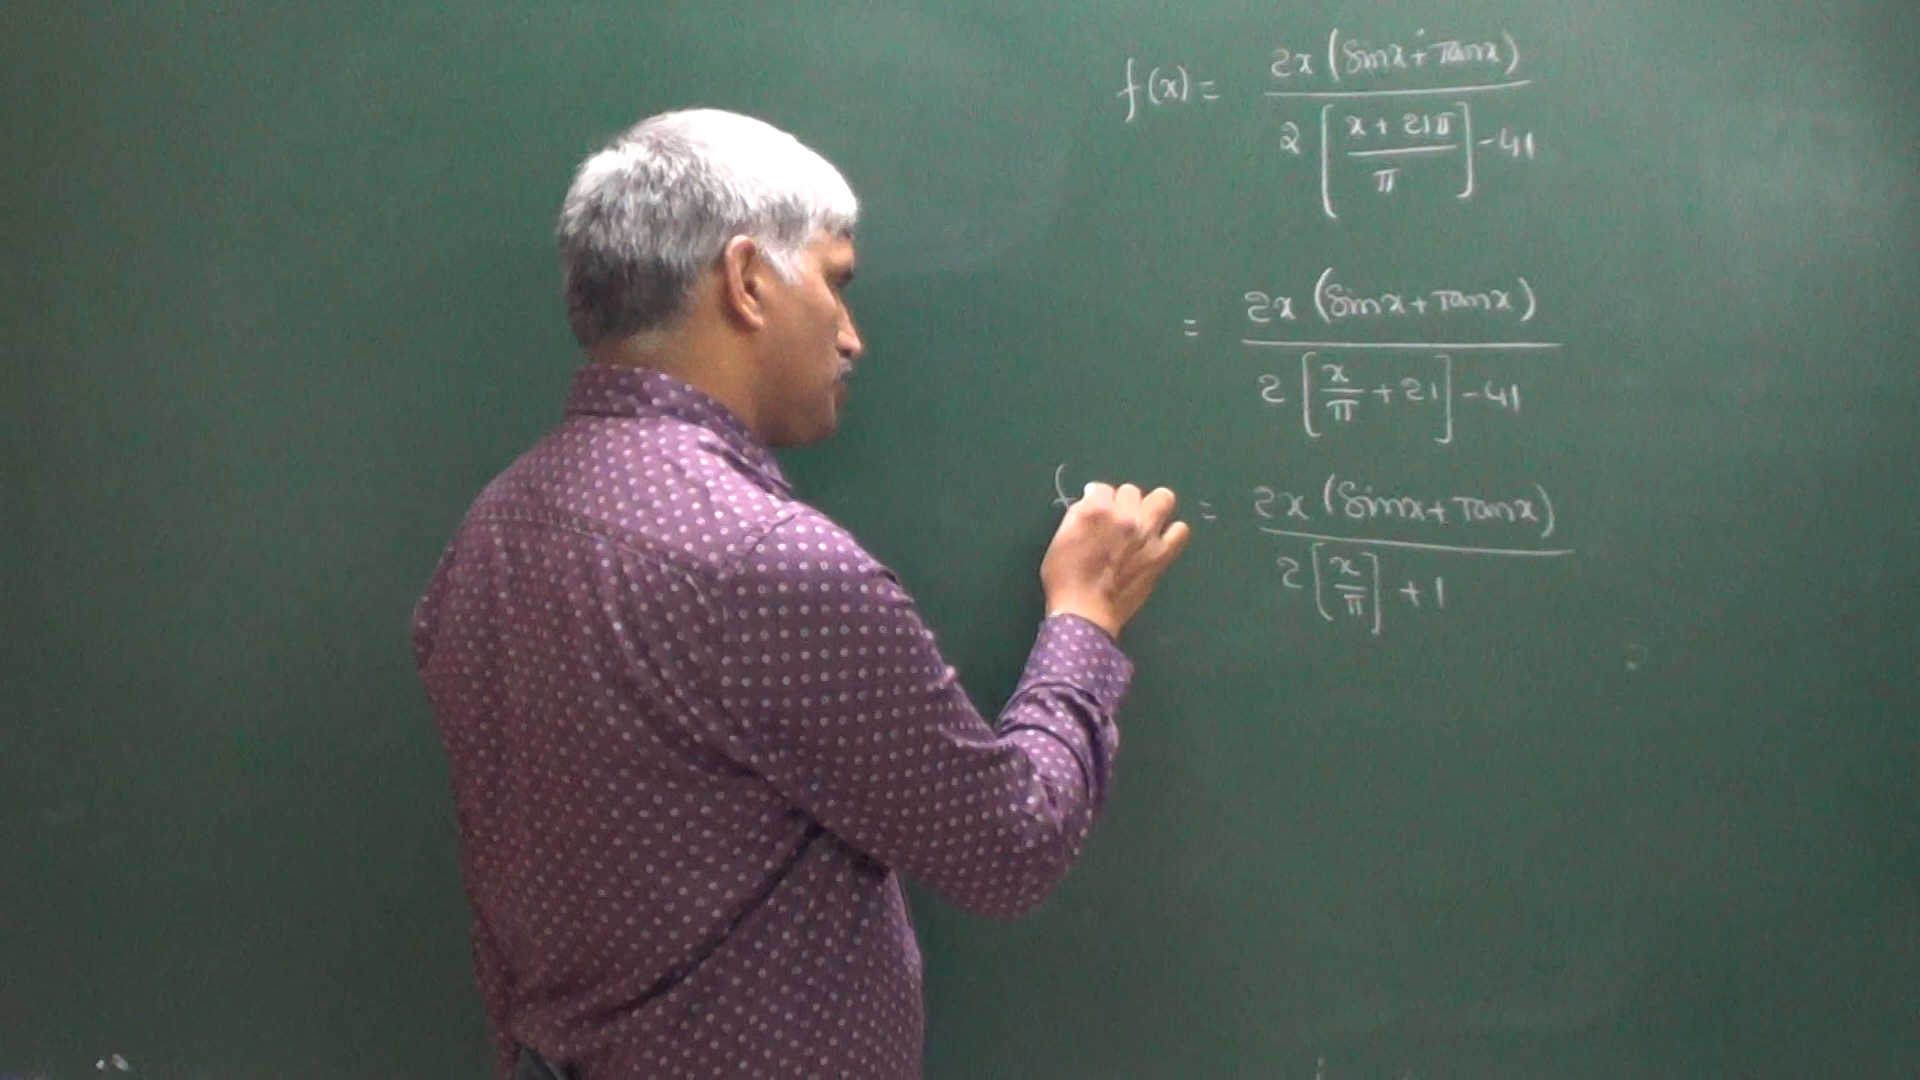 f(x) = 2x (Sinx + Tanx) / 2 [ x + 21π / π ] - 41
= 2x (Sinx + Tanx) / 2 [ x/π + 21 ] - 41
f = 2x (Sinx + Tanx) / 2 [ x/π ] + 1